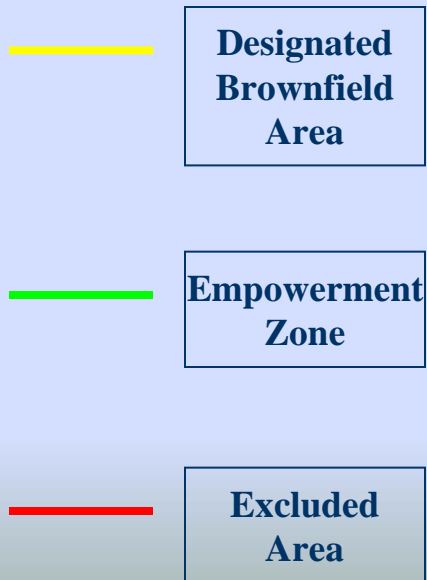 Designated
Brownfield
Area
Empowerment
Zone
Excluded
Area